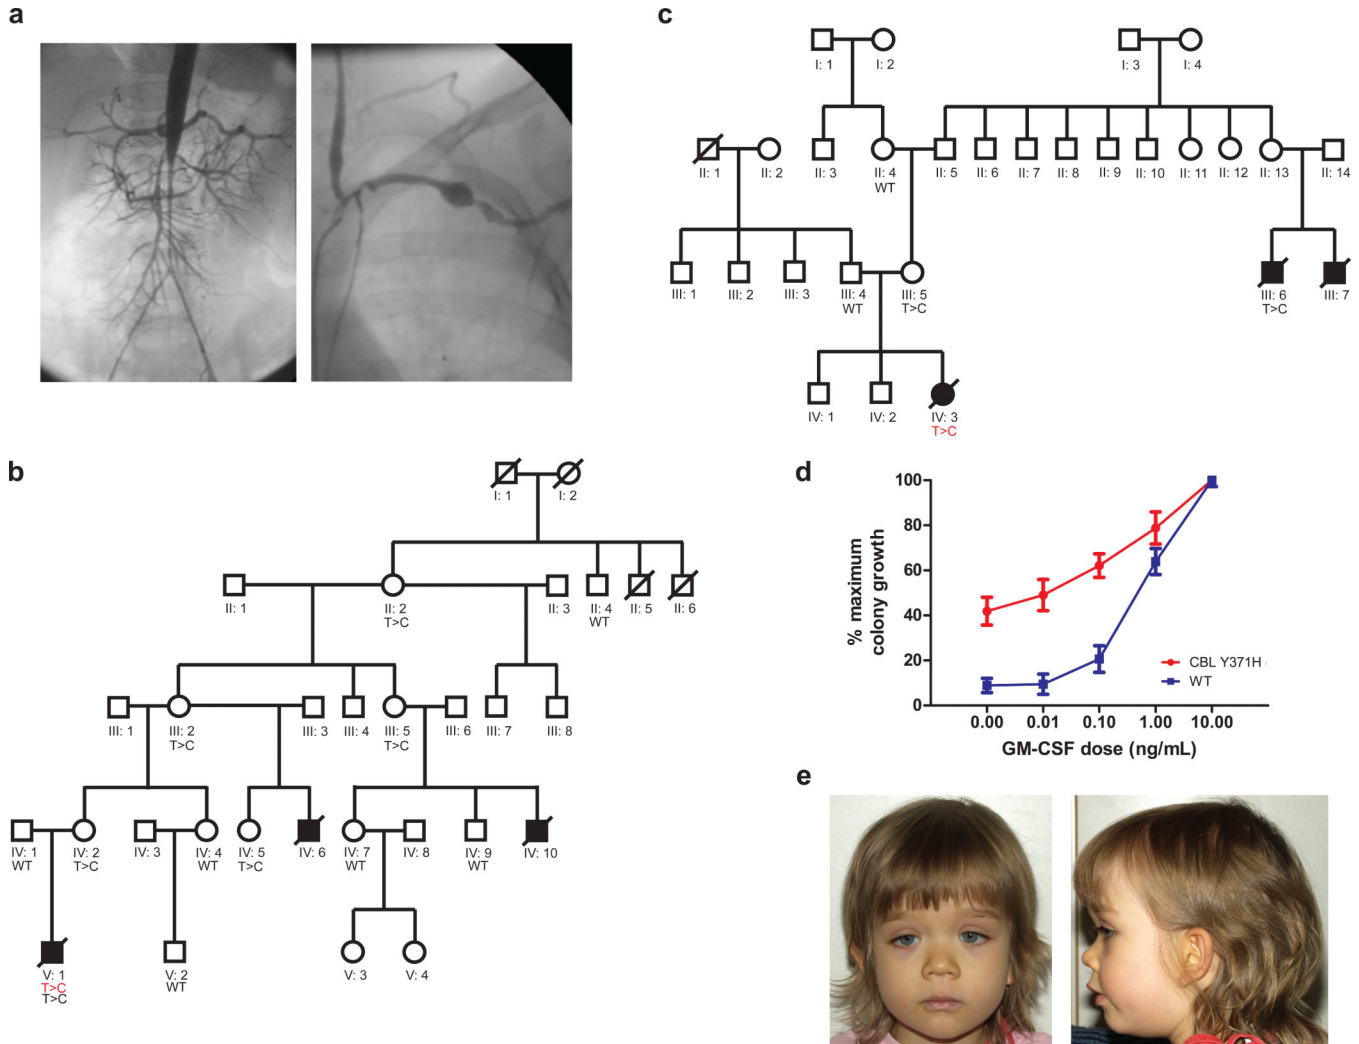 a
c
I: 1
I: 2
I: 3
I: 4
II: 1
II: 2
II: 3
II: 4
WT
II: 5
II: 6
II: 7
II: 8
II: 9
II: 10
II: 11
II: 12
II: 13
II: 14
III: 1
III: 2
III: 3
III: 4
WT
III: 5
T>C
III: 6
T>C
III: 7
IV: 1
IV: 2
IV: 3
T>C
b
I: 1
I: 2
II: 1
II: 2
T>C
II: 3
II: 4
WT
II: 5
II: 6
III: 1
III: 2
T>C
III: 3
III: 4
III: 5
T>C
III: 6
III: 7
III: 8
IV: 1
WT
IV: 2
T>C
IV: 3
IV: 4
WT
IV: 5
T>C
IV: 6
IV: 7
WT
IV: 8
IV: 9
WT
IV: 10
V: 1
T>C
T>C
V: 2
WT
V: 3
V: 4
d
% maximum
colony growth
100
80
60
40
20
0
CBL Y371H
WT
0.00
0.01
0.10
1.00
10.00
GM-CSF dose (ng/mL)
e